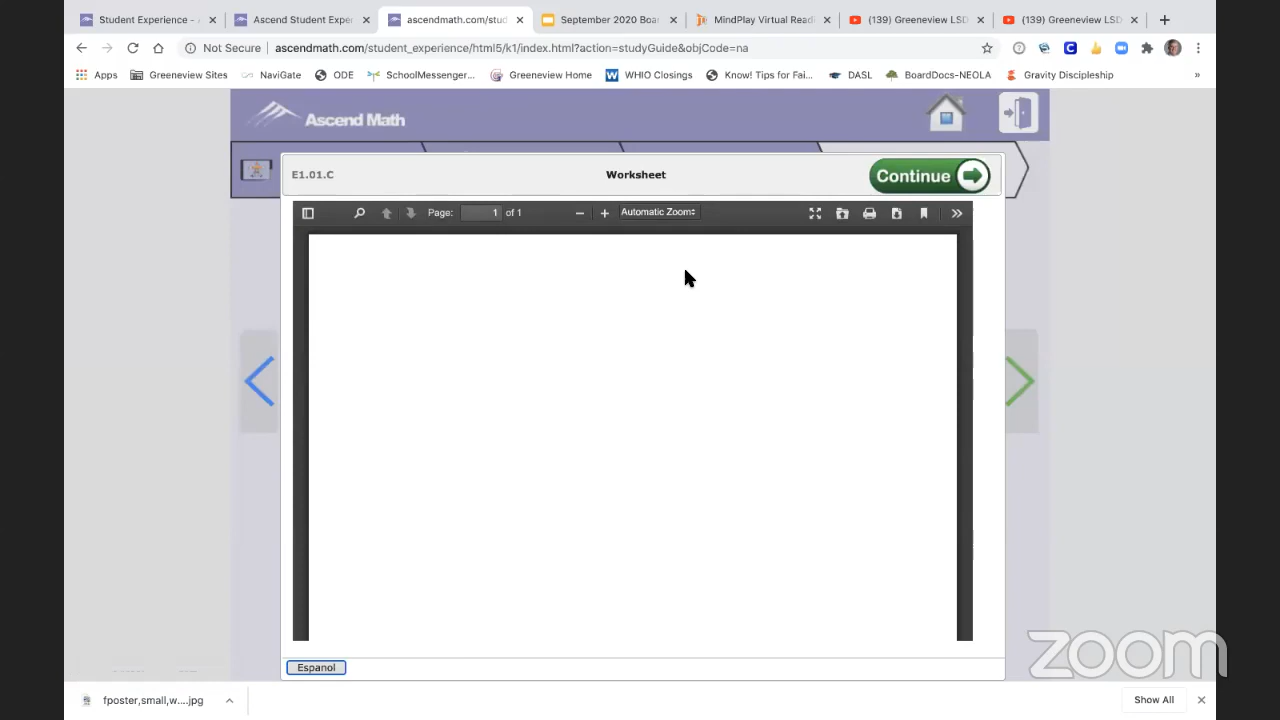 Student Experience - A
Ascend Student Exper
ascendmath.com/stud
September 2020 Boar
MindPlay Virtual Readi
(139) Greeneview LSD
(139) Greeneview LSD
Not Secure
ascendmath.com/student_experience/html5/k1/index.html?action=studyGuide&objCode=na
Apps
Greeneview Sites
NaviGate
ODE
SchoolMessenger...
Greeneview Home
WHIO Closings
Know! Tips for Fai...
DASL
BoardDocs-NEOLA
Gravity Discipleship
»
Ascend Math
E1.01.C
Worksheet
Continue
Page:
1
of 1
Automatic Zoom
Espanol
zoom
fposter,small,w....jpg
Show All